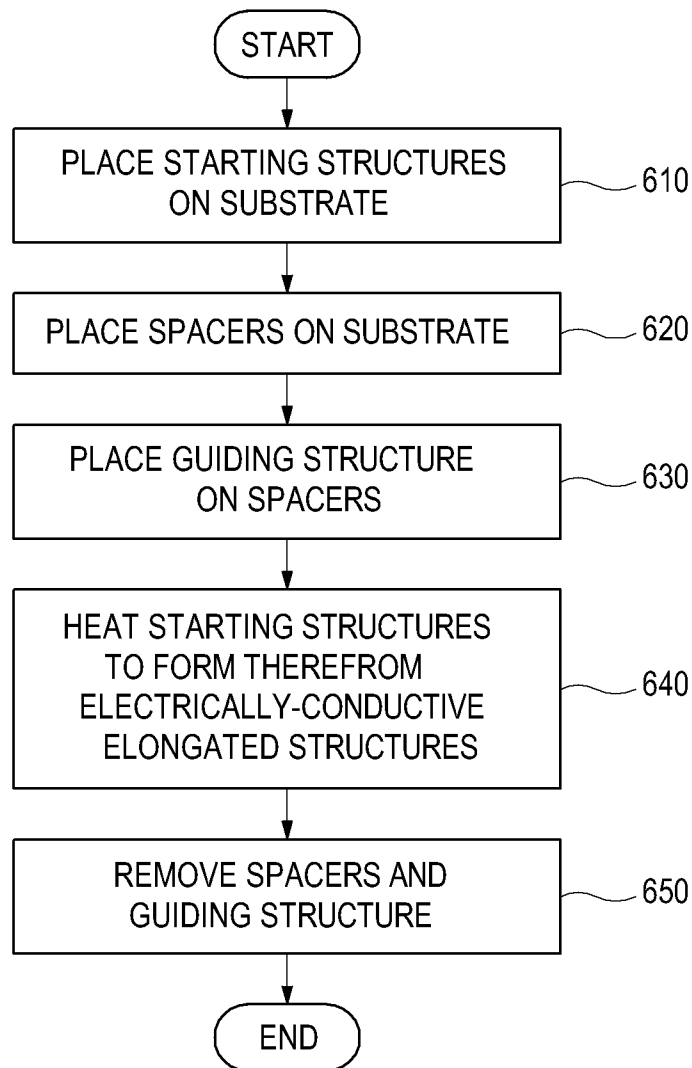 START
PLACE STARTING STRUCTURES
ON SUBSTRATE
610
PLACE SPACERS ON SUBSTRATE
620
PLACE GUIDING STRUCTURE
ON SPACERS
630
HEAT STARTING STRUCTURES
TO FORM THEREFROM
ELECTRICALLY-CONDUCTIVE
ELONGATED STRUCTURES
640
REMOVE SPACERS AND
GUIDING STRUCTURE
650
END